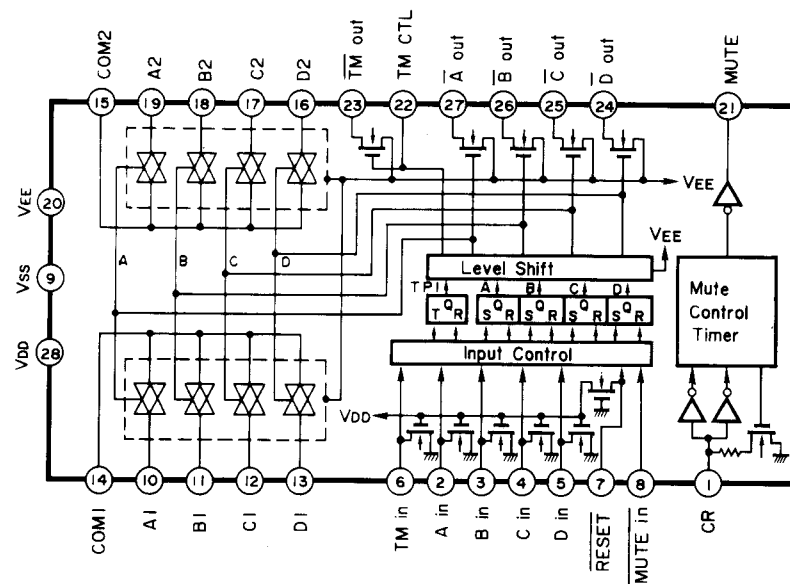 COM2
A2
B2
C2
D2
TM out
TM CTL
A out
B out
C out
D out
MUTE
15
19
18
17
16
23
22
27
26
25
24
21
VEE
20
VEE
VEE
A
B
C
D
VSS
9
Level Shift
TP1
A
B
C
D
T Q R
S Q R
S Q R
S Q R
S Q R
Mute
Control
Timer
VDD
28
Input Control
VDD
14
10
11
12
13
6
2
3
4
5
7
8
1
COM1
A1
B1
C1
D1
TM in
A in
B in
C in
D in
RESET
MUTE in
CR